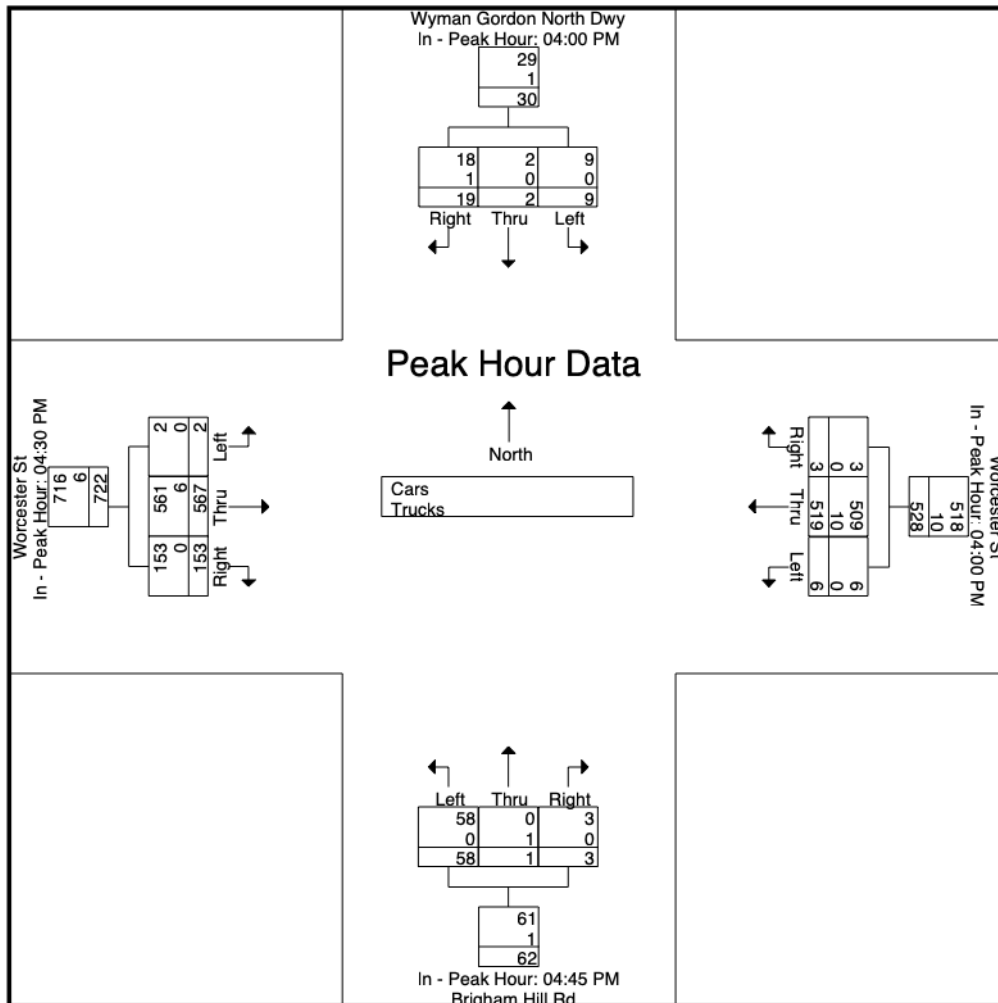 Wyman Gordon North Dwy
In - Peak Hour: 04:00 PM
29
1
30
18 2 9
1 0 0
19 2 9
Right Thru Left
Peak Hour Data
North
Cars
Trucks
Worcester St
In - Peak Hour: 04:30 PM
716 6 722
2 0 2
Left
561 6 567
Thru
153 0 153
Right
Worcester St
In - Peak Hour: 04:00 PM
518
10
528
Right
3 0 3
Thru
509 10 519
Left
6 0 6
Left Thru Right
58 0 3
0 1 0
58 1 3
61
1
62
In - Peak Hour: 04:45 PM
Brigham Hill Rd